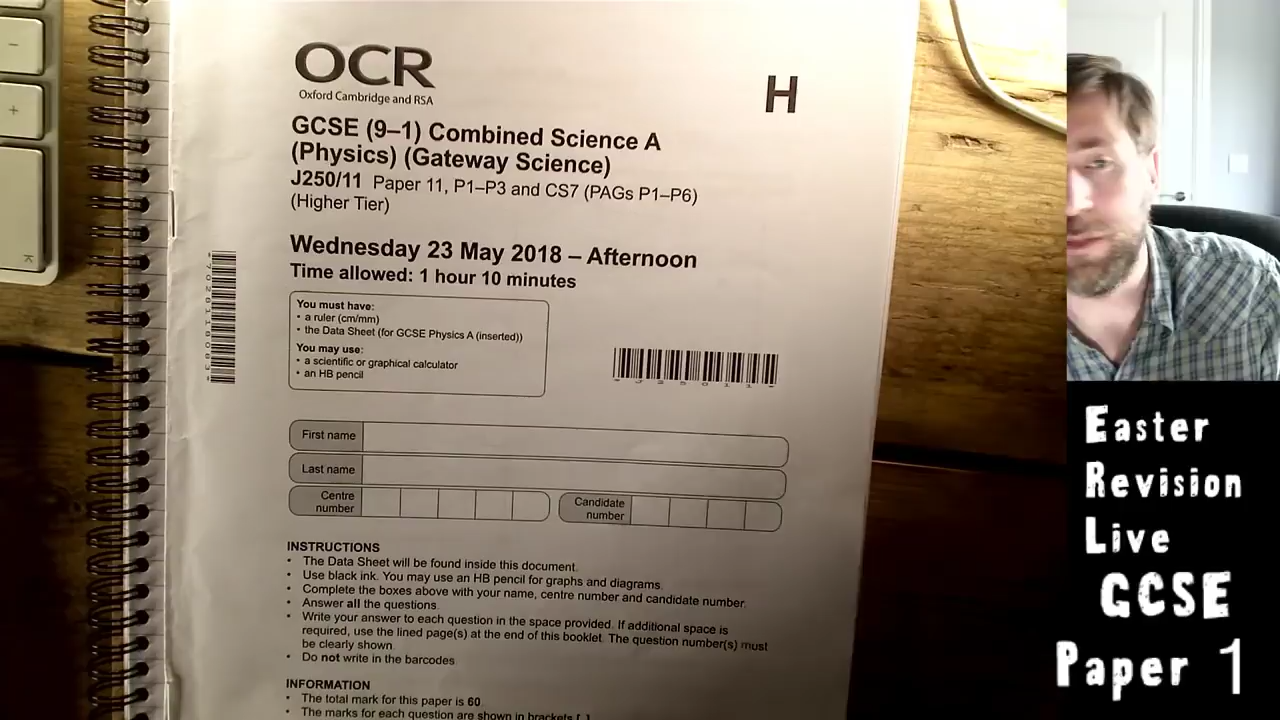 OCR
Oxford Cambridge and RSA
H
GCSE (9–1) Combined Science A
(Physics) (Gateway Science)
J250/11 Paper 11, P1–P3 and CS7 (PAGs P1–P6)
(Higher Tier)
Wednesday 23 May 2018 – Afternoon
Time allowed: 1 hour 10 minutes
You must have:
• a ruler (cm/mm)
• the Data Sheet (for GCSE Physics A (inserted))
You may use:
• a scientific or graphical calculator
• an HB pencil
First name
Last name
Centre
number
Candidate
number
INSTRUCTIONS
• The Data Sheet will be found inside this document.
• Use black ink. You may use an HB pencil for graphs and diagrams.
• Complete the boxes above with your name, centre number and candidate number.
• Answer all the questions.
• Write your answer to each question in the space provided. If additional space is
required, use the lined page(s) at the end of this booklet. The question number(s) must
be clearly shown.
• Do not write in the barcodes.
INFORMATION
• The total mark for this paper is 60.
• The marks for each question are shown in brackets [ ].
Easter
Revision
Live
GCSE
Paper 1